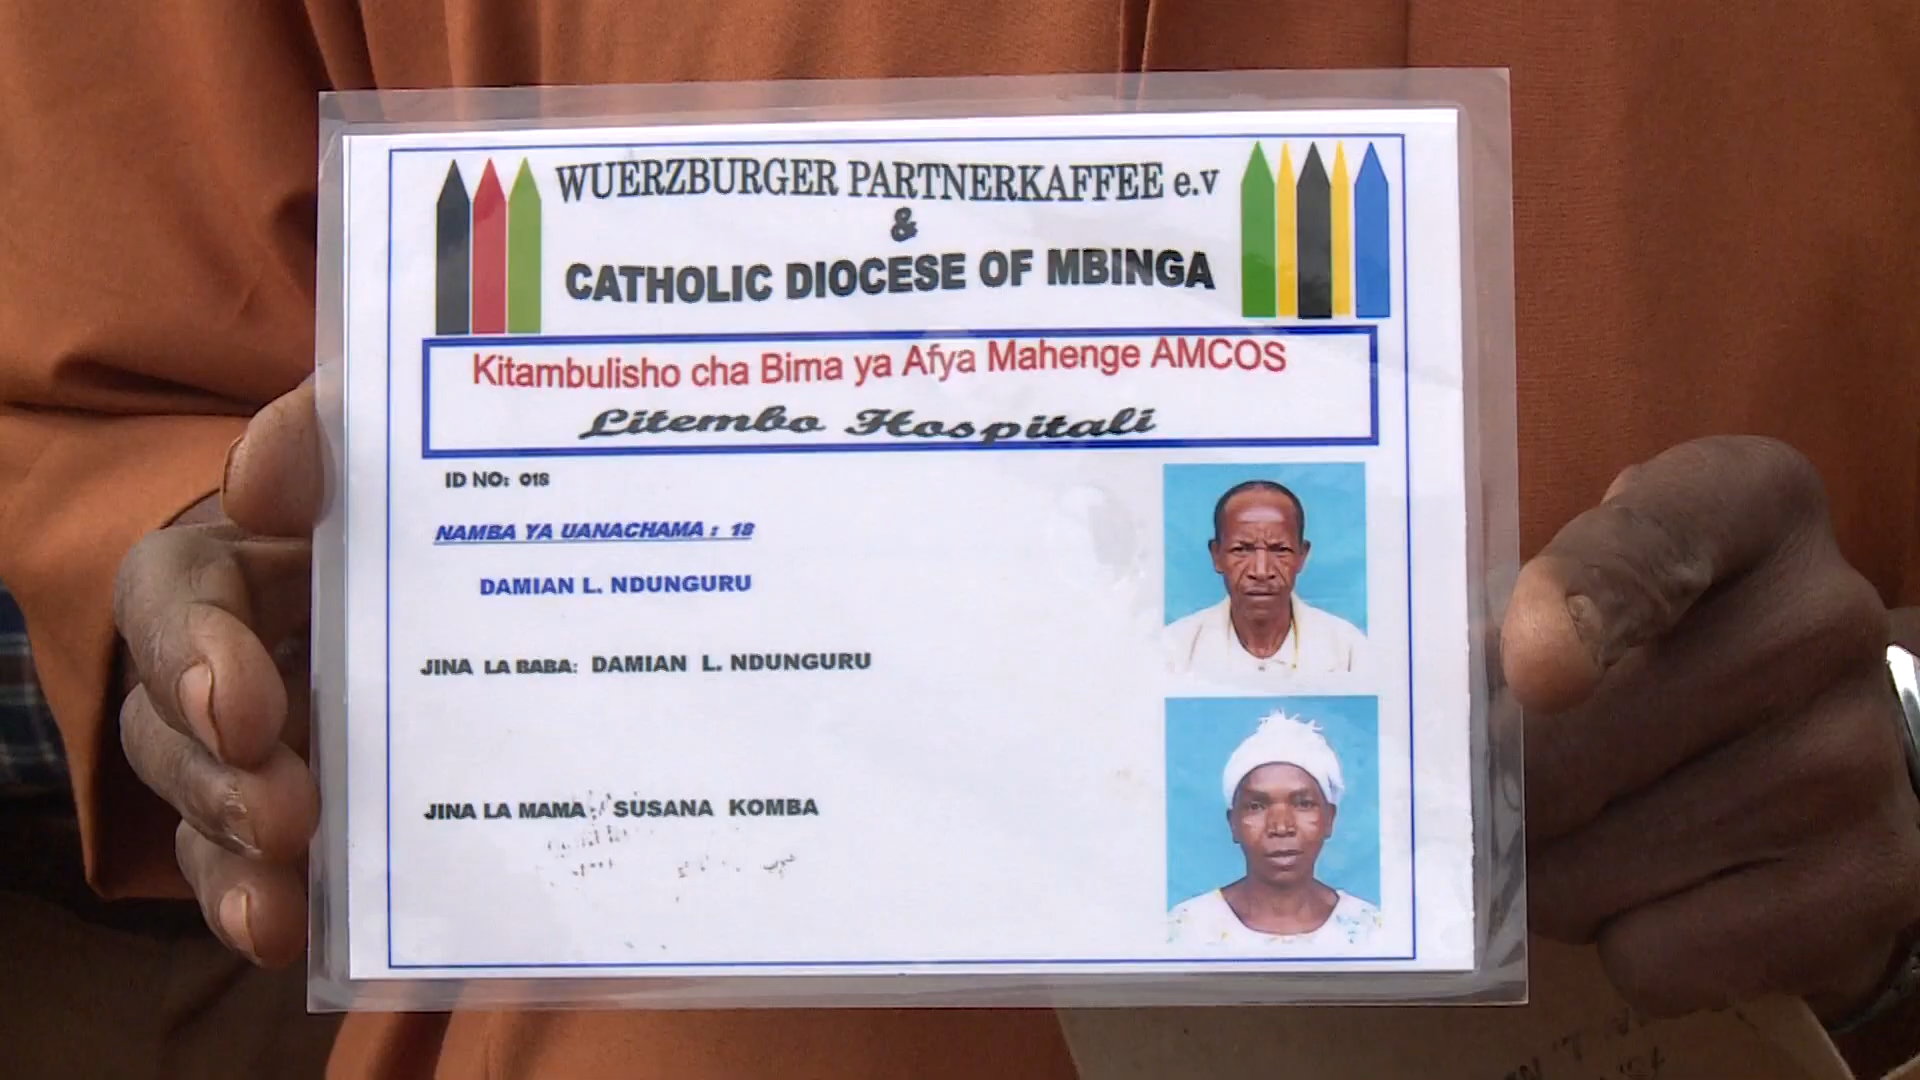 WUERZBURGER PARTNERKAFFEE e.v
&
CATHOLIC DIOCESE OF MBINGA
Kitambulisho cha Bima ya Afya Mahenge AMCOS
Litembo Hospitali
ID NO: 018
NAMBA YA UANACHAMA : 18
DAMIAN L. NDUNGURU
JINA LA BABA: DAMIAN L. NDUNGURU
JINA LA MAMA : SUSANA KOMBA